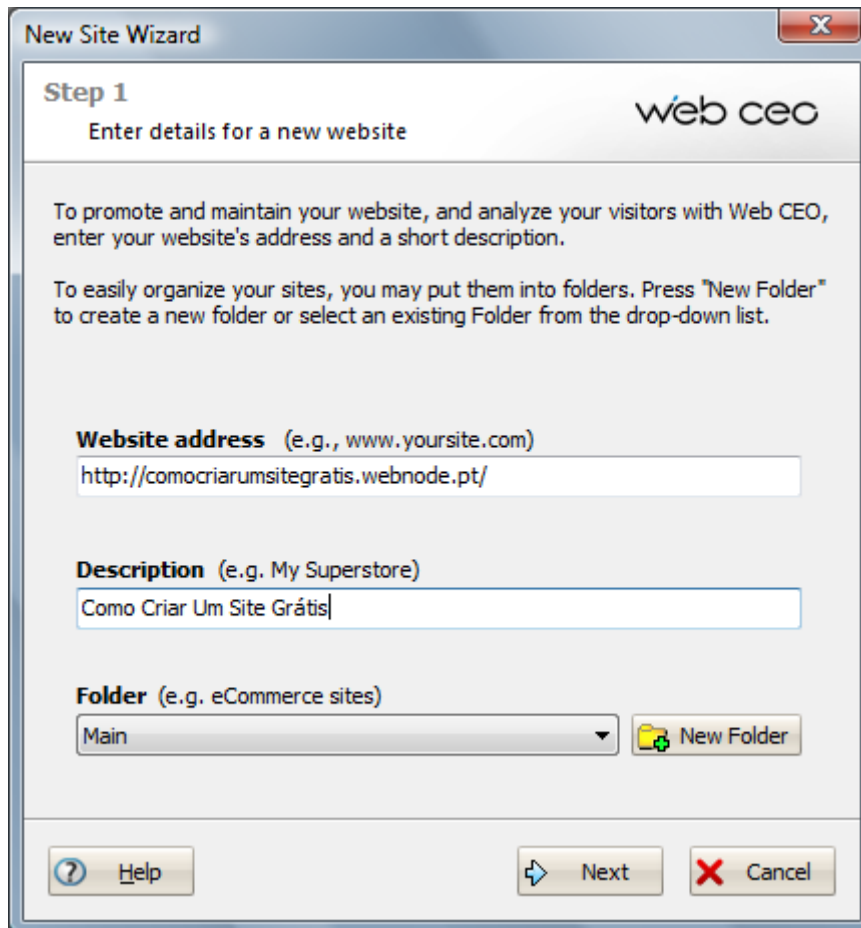 New Site Wizard
Step 1
web ceo
Enter details for a new website
To promote and maintain your website, and analyze your visitors with Web CEO,
enter your website's address and a short description.
To easily organize your sites, you may put them into folders. Press "New Folder"
to create a new folder or select an existing Folder from the drop-down list.
Website address (e.g., www.yoursite.com)
http://comocriarumsitegratis.webnode.pt/
Description (e.g. My Superstore)
Como Criar Um Site Grátis
Folder (e.g. eCommerce sites)
Main
New Folder
Help
Next
Cancel